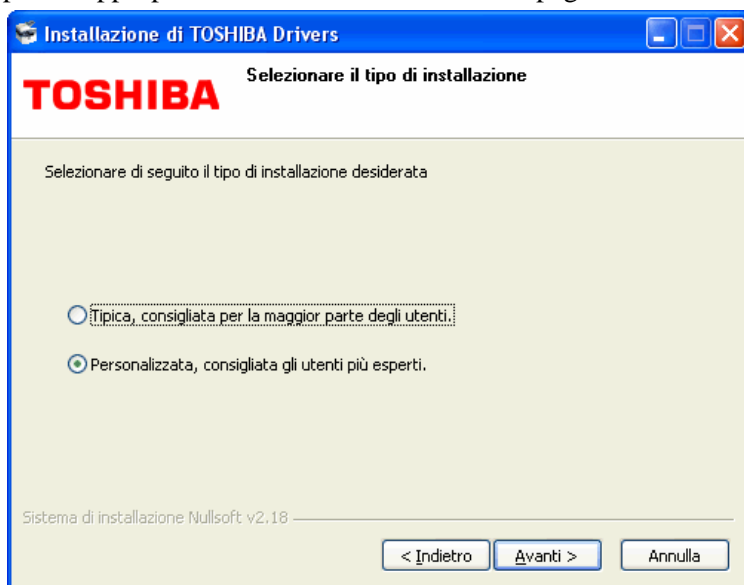 Installazione di TOSHIBA Drivers
TOSHIBA
Selezionare il tipo di installazione
Selezionare di seguito il tipo di installazione desiderata
Tipica, consigliata per la maggior parte degli utenti.
Personalizzata, consigliata gli utenti più esperti.
Sistema di installazione Nullsoft v2.18
< Indietro
Avanti >
Annulla